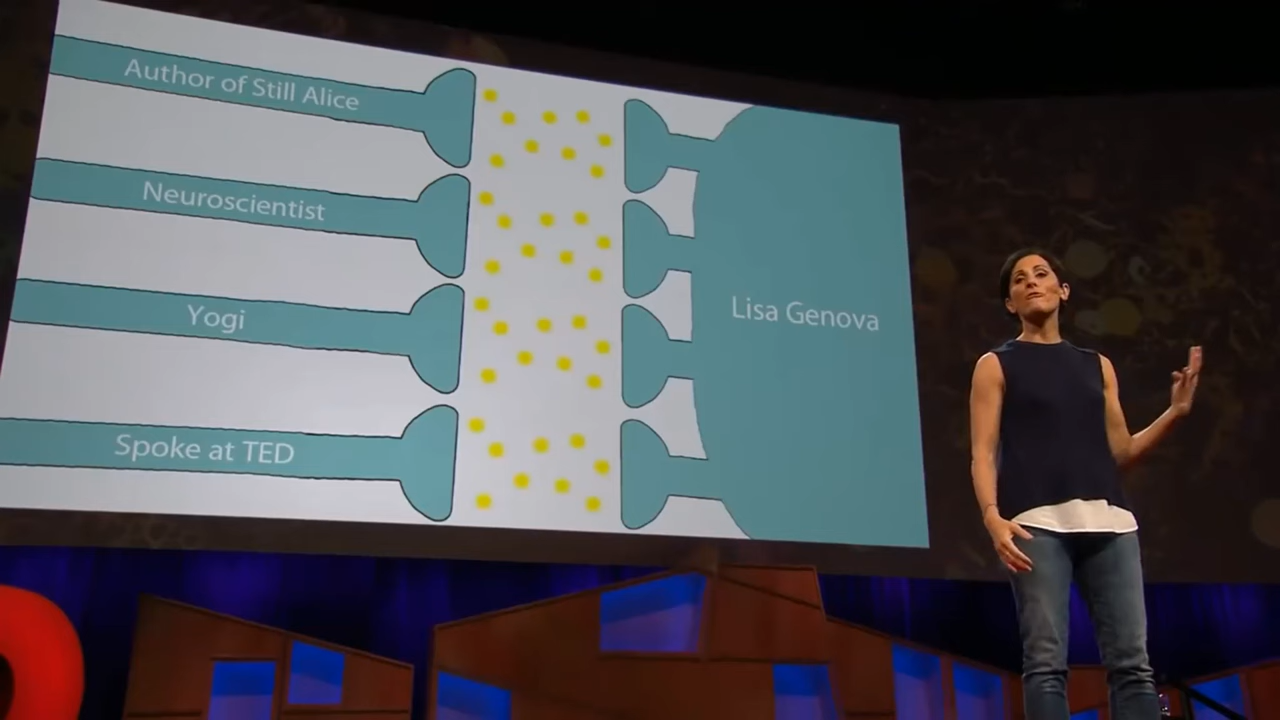 Author of Still Alice
Neuroscientist
Yogi
Spoke at TED
Lisa Genova